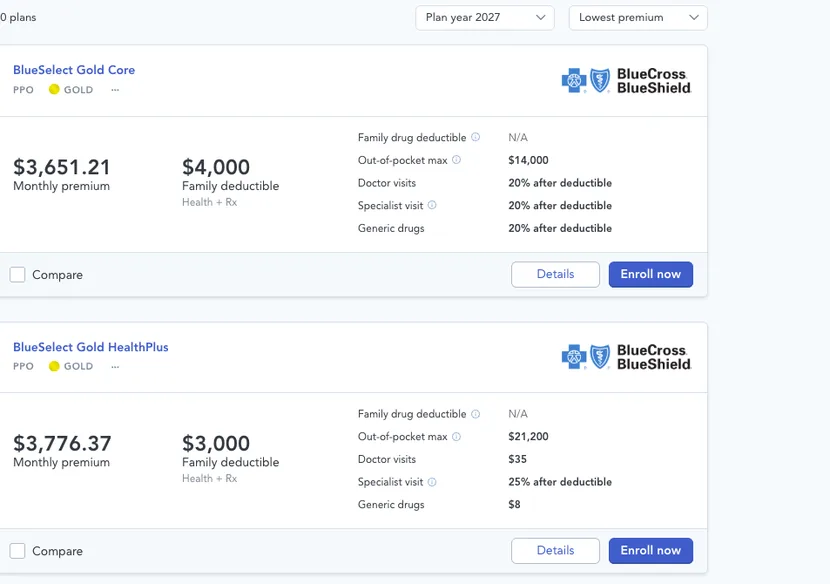 0 plans
Plan year 2027
Lowest premium
BlueSelect Gold Core
PPO GOLD ...
BlueCross
BlueShield
$3,651.21
Monthly premium
$4,000
Family deductible
Health + Rx
Family drug deductible N/A
Out-of-pocket max $14,000
Doctor visits 20% after deductible
Specialist visit 20% after deductible
Generic drugs 20% after deductible
Compare
Details
Enroll now
BlueSelect Gold HealthPlus
PPO GOLD ...
BlueCross
BlueShield
$3,776.37
Monthly premium
$3,000
Family deductible
Health + Rx
Family drug deductible N/A
Out-of-pocket max $21,200
Doctor visits $35
Specialist visit 25% after deductible
Generic drugs $8
Compare
Details
Enroll now